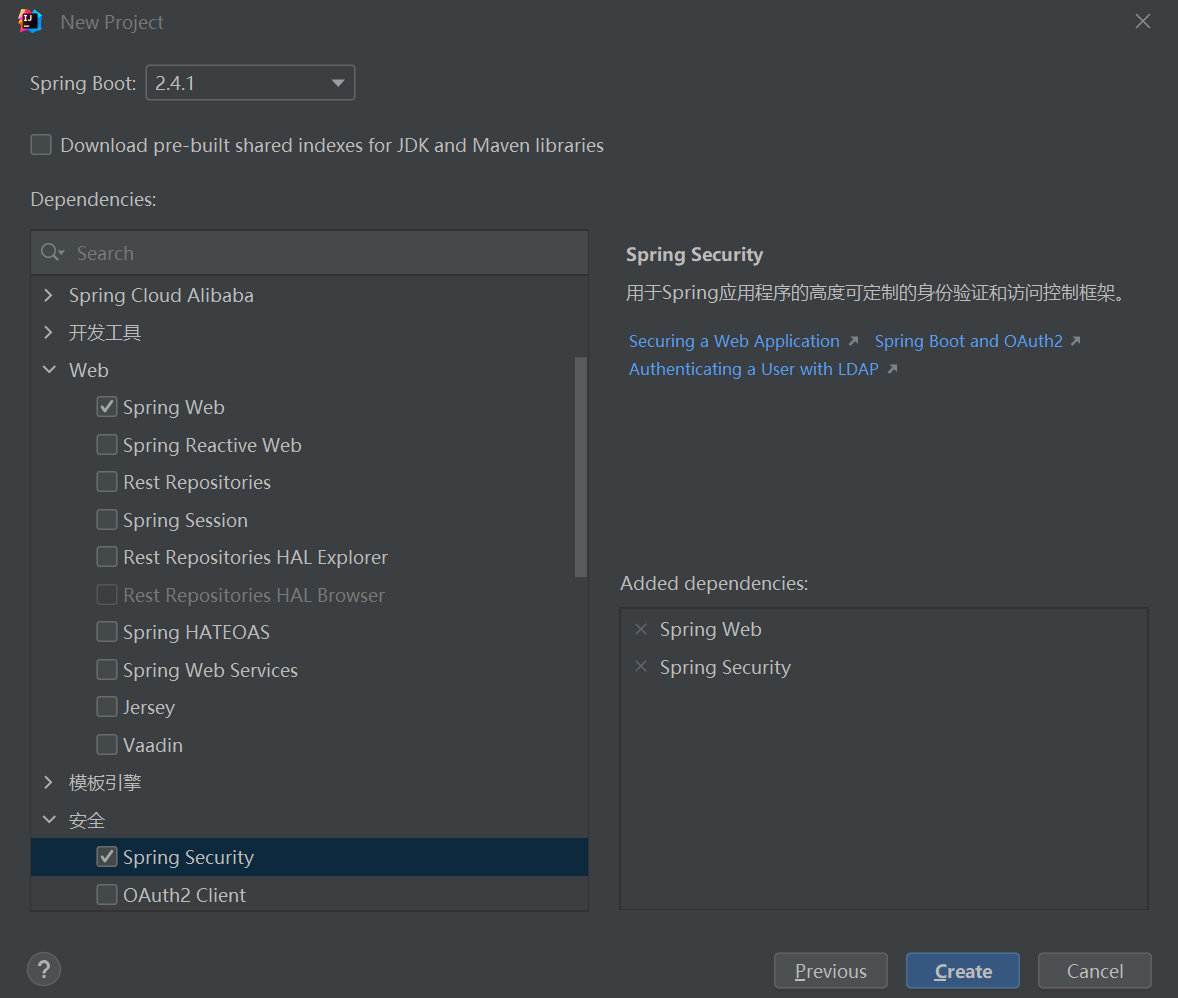 New Project
Spring Boot: 2.4.1
Download pre-built shared indexes for JDK and Maven libraries
Dependencies:
Search
Spring Cloud Alibaba
开发工具
Web
Spring Web
Spring Reactive Web
Rest Repositories
Spring Session
Rest Repositories HAL Explorer
Rest Repositories HAL Browser
Spring HATEOAS
Spring Web Services
Jersey
Vaadin
模板引擎
安全
Spring Security
OAuth2 Client
Spring Security
用于Spring应用程序的高度可定制的身份验证和访问控制框架。
Securing a Web Application Spring Boot and OAuth2
Authenticating a User with LDAP
Added dependencies:
Spring Web
Spring Security
? Previous Create Cancel